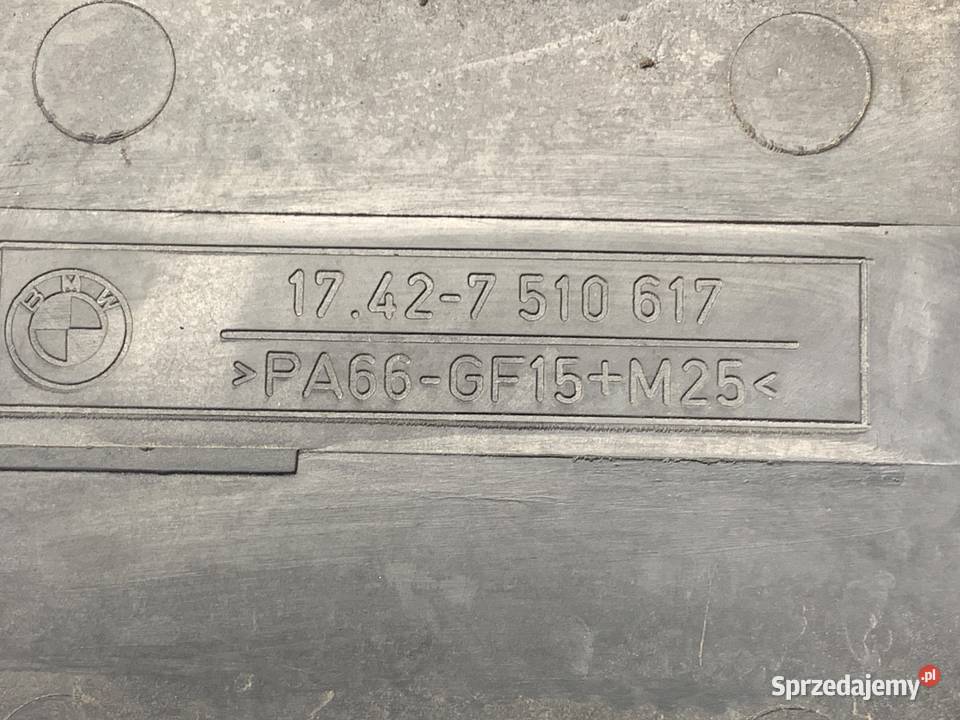 BMW
17.42-7 510 617
>PA66-GF15+M25<
Sprzedajemy.pl